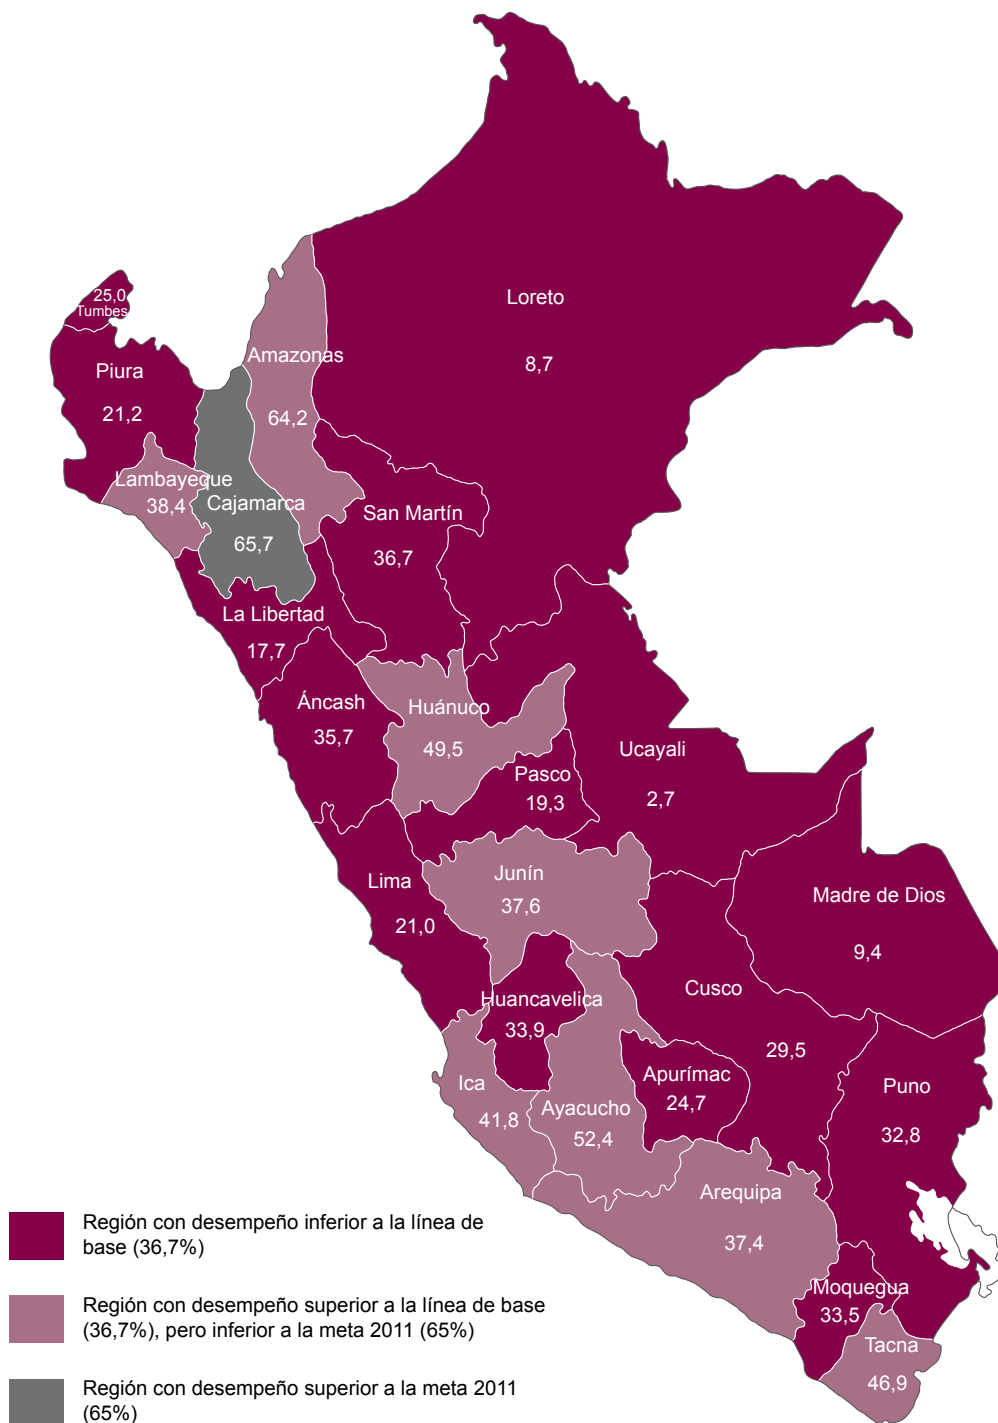 Loreto
8,7
25,0
Tumbes
Piura
21,2
Amazonas
64,2
Lambayeque
38,4
Cajamarca
65,7
San Martín
36,7
La Libertad
17,7
Áncash
35,7
Huánuco
49,5
Ucayali
2,7
Pasco
19,3
Lima
21,0
Junín
37,6
Madre de Dios
9,4
Cusco
29,5
Huancavelica
33,9
Ica
41,8
Ayacucho
52,4
Apurímac
24,7
Puno
32,8
Arequipa
37,4
Moquegua
33,5
Tacna
46,9
Región con desempeño inferior a la línea de
base (36,7%)
Región con desempeño superior a la línea de base
(36,7%), pero inferior a la meta 2011 (65%)
Región con desempeño superior a la meta 2011
(65%)